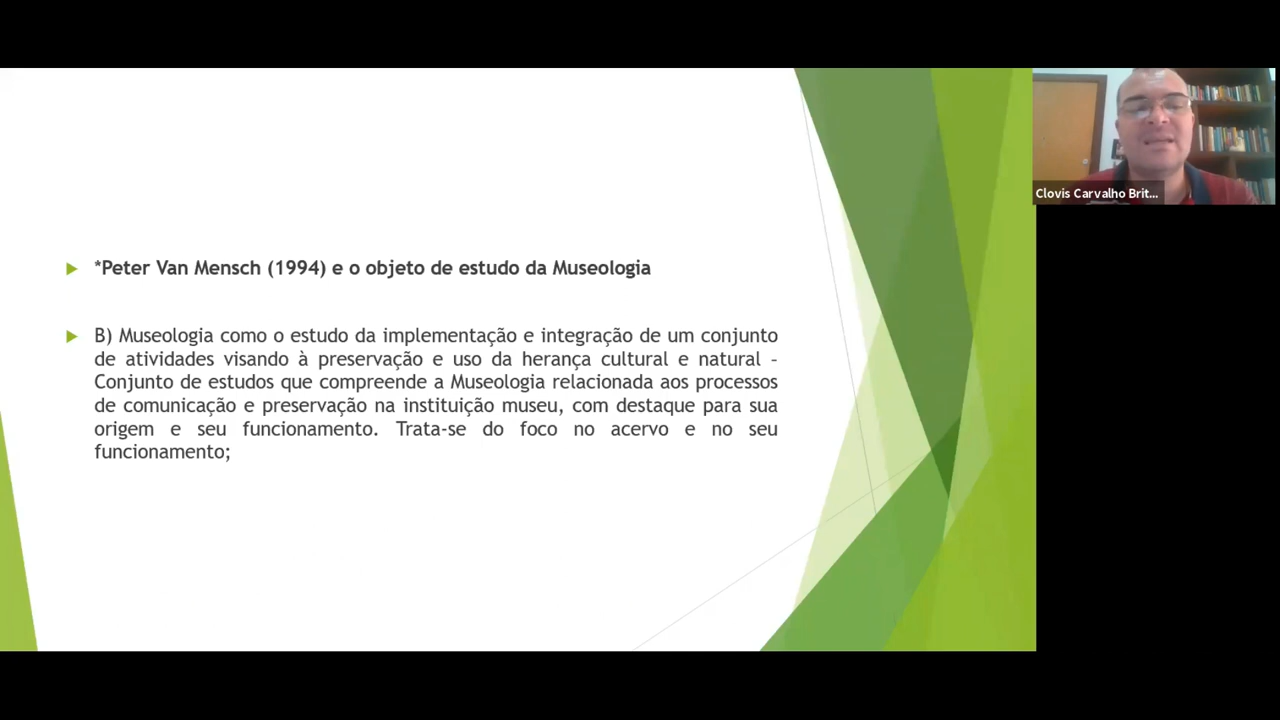 *Peter Van Mensch (1994) e o objeto de estudo da Museologia
B) Museologia como o estudo da implementação e integração de um conjunto
de atividades visando à preservação e uso da herança cultural e natural –
Conjunto de estudos que compreende a Museologia relacionada aos processos
de comunicação e preservação na instituição museu, com destaque para sua
origem e seu funcionamento. Trata-se do foco no acervo e no seu
funcionamento;
Clovis Carvalho Brit...